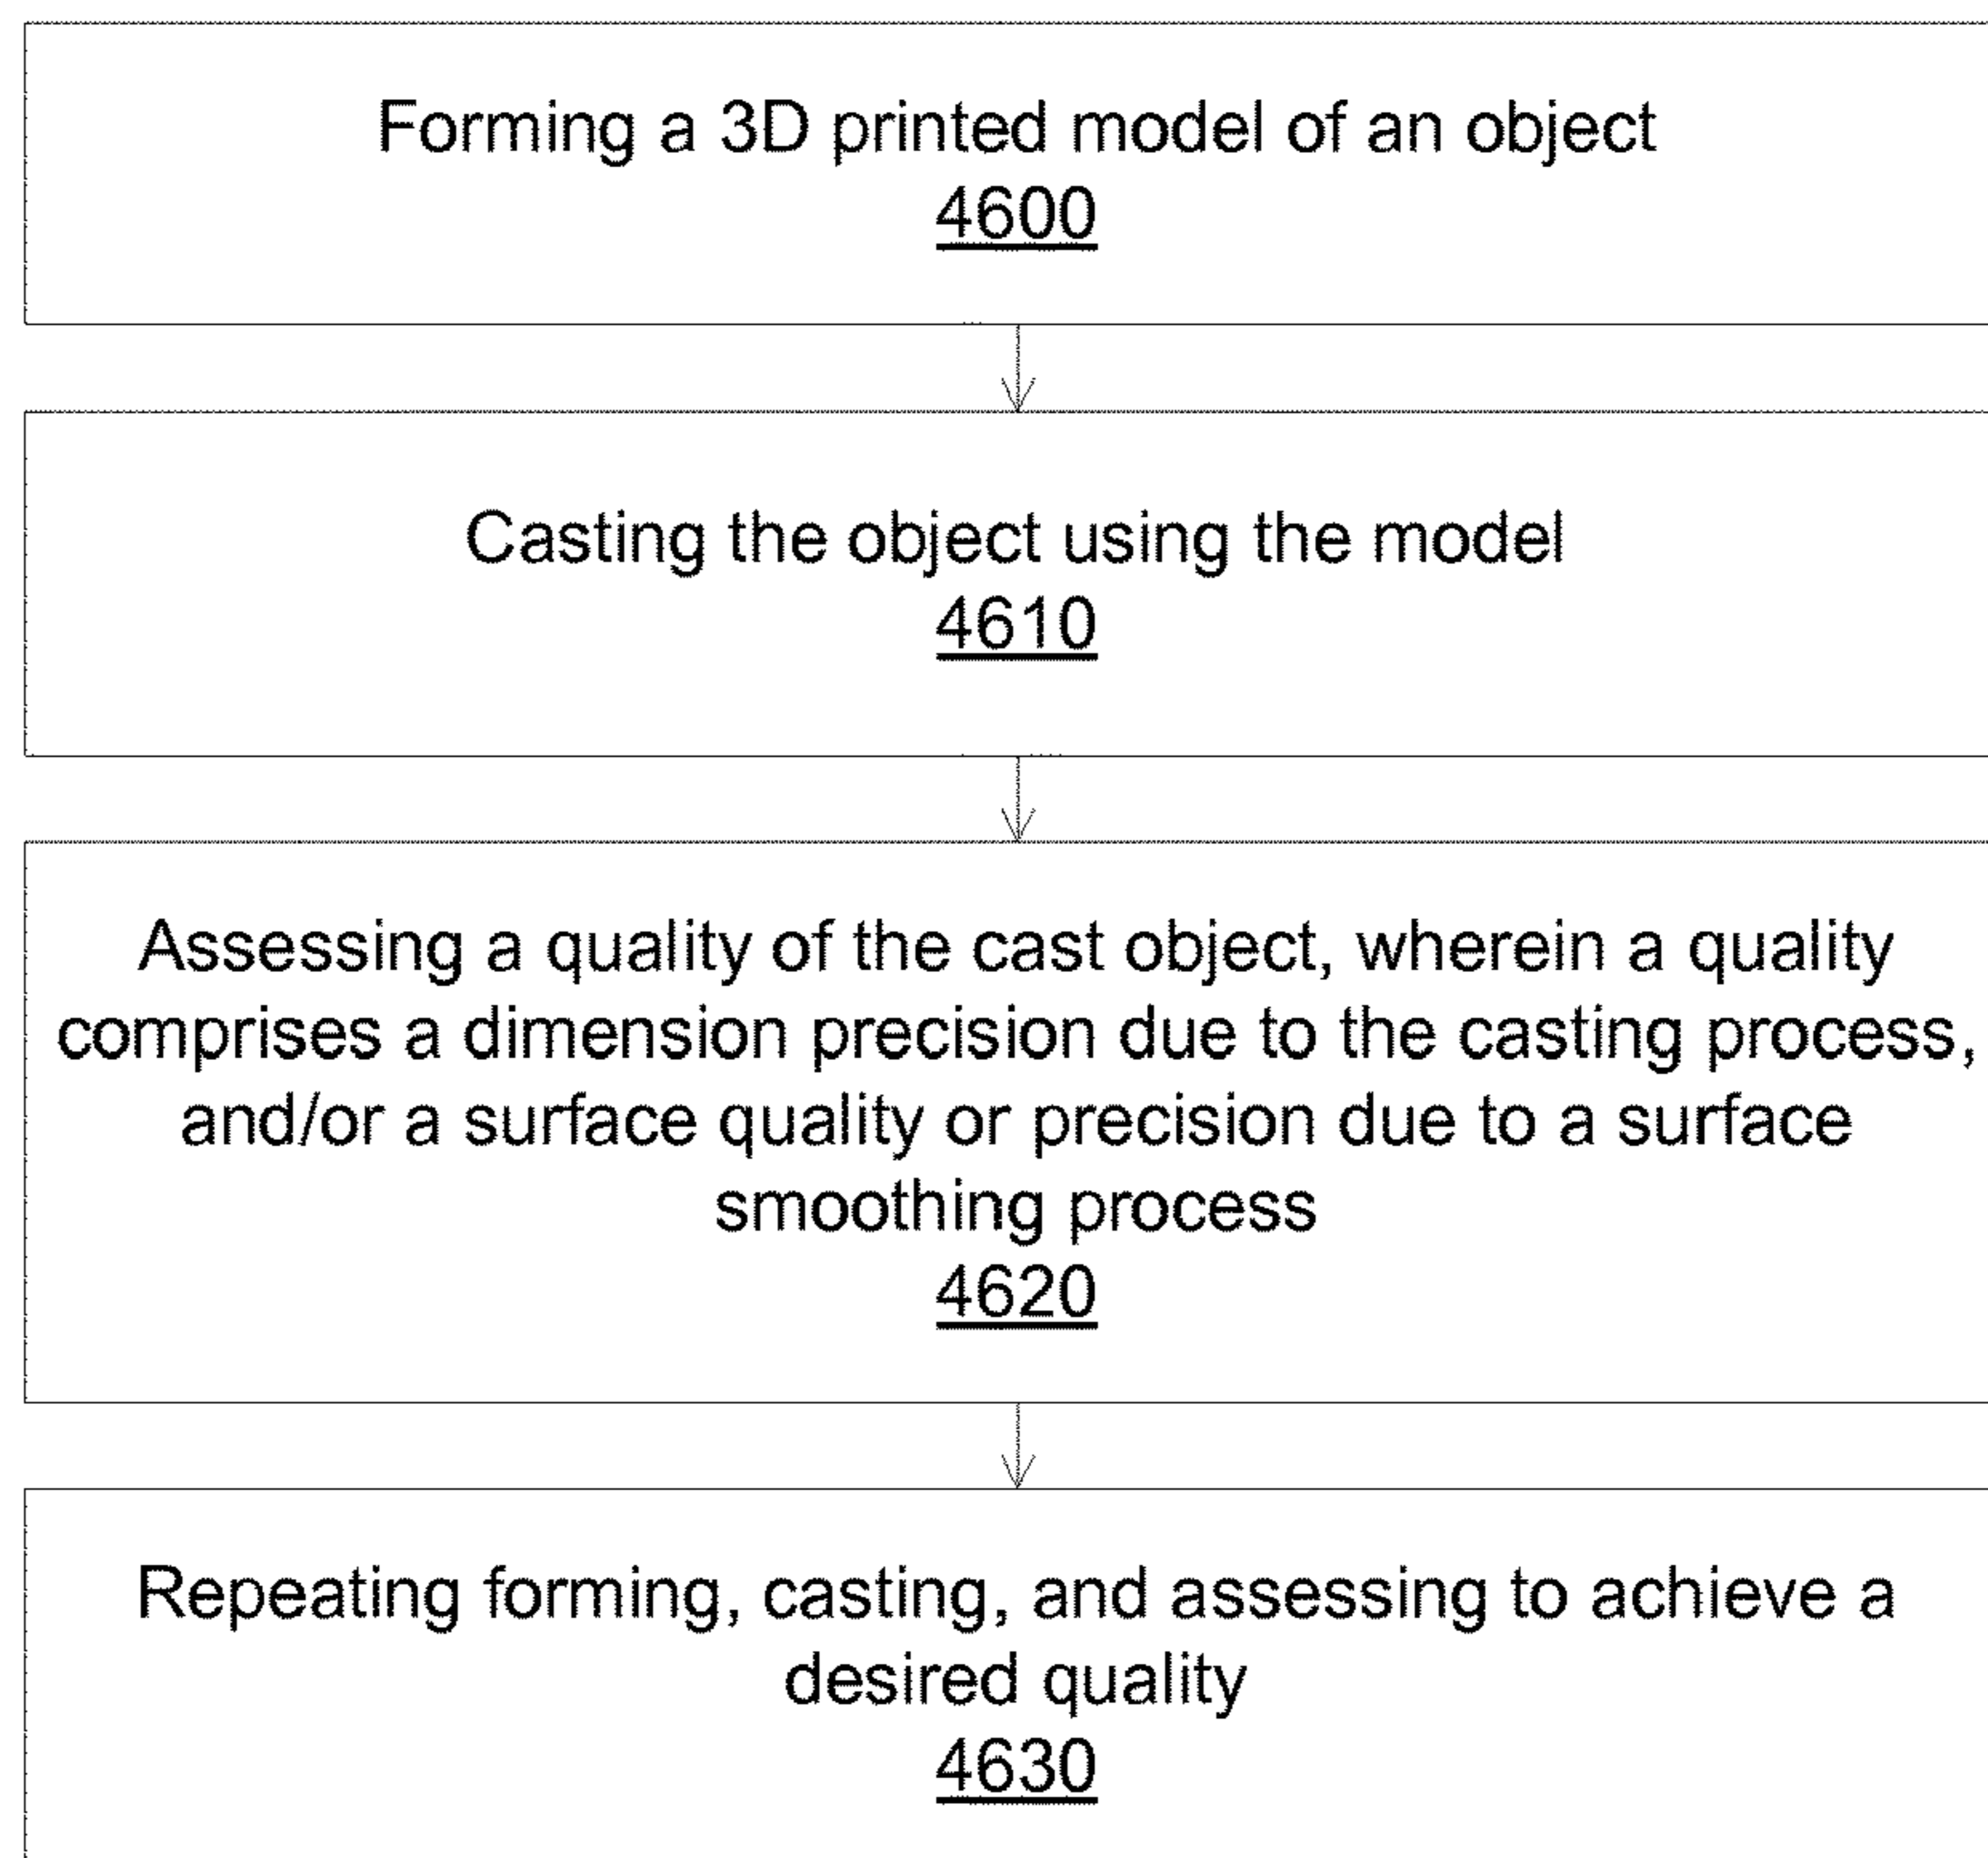 Forming a 3D printed model of an object
4600
Casting the object using the model
4610
Assessing a quality of the cast object, wherein a quality
comprises a dimension precision due to the casting process,
and/or a surface quality or precision due to a surface
smoothing process
4620
Repeating forming, casting, and assessing to achieve a
desired quality
4630